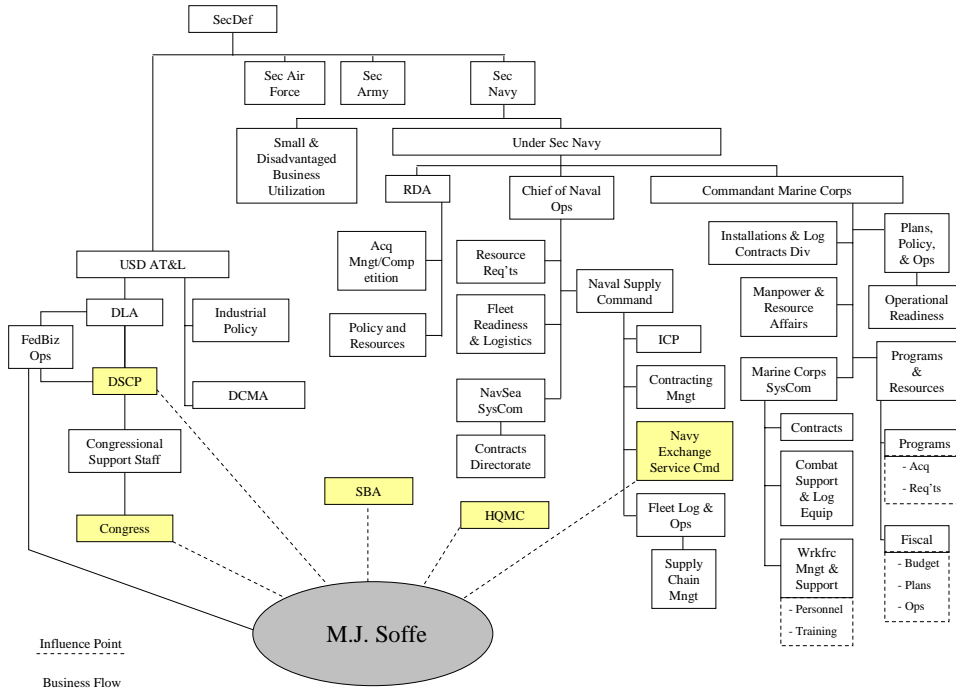 SecDef
Sec Air
Force
Sec
Army
Sec
Navy
Small &
Disadvantaged
Business
Utilization
Under Sec Navy
RDA
Chief of Naval
Ops
Commandant Marine Corps
USD AT&L
DLA
FedBiz
Ops
Industrial
Policy
DSCP
DCMA
Congressional
Support Staff
Congress
Acq
Mngt/Comp
etition
Policy and
Resources
Resource
Req'ts
Fleet
Readiness
& Logistics
NavSea
SysCom
Contracts
Directorate
Naval Supply
Command
ICP
Contracting
Mngt
Navy
Exchange
Service Cmd
Fleet Log &
Ops
Supply
Chain
Mngt
Installations & Log
Contracts Div
Manpower &
Resource
Affairs
Marine Corps
SysCom
Contracts
Combat
Support
& Log
Equip
Wrkfrc
Mngt &
Support
- Personnel
- Training
Plans,
Policy,
& Ops
Operational
Readiness
Programs
&
Resources
Programs
- Acq
- Req'ts
Fiscal
- Budget
- Plans
- Ops
SBA
HQMC
M.J. Soffe
Influence Point
Business Flow